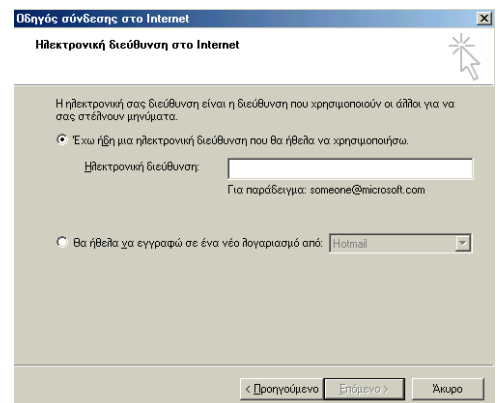 Οδηγός σύνδεσης στο Internet
Ηλεκτρονική διεύθυνση στο Internet
Η ηλεκτρονική σας διεύθυνση είναι η διεύθυνση που χρησιμοποιούν οι άλλοι για να
σας στέλνουν μηνύματα.
Έχω ήδη μια ηλεκτρονική διεύθυνση που θα ήθελα να χρησιμοποιήσω.
Ηλεκτρονική διεύθυνση:
Για παράδειγμα: someone@microsoft.com
Θα ήθελα να εγγραφώ σε ένα νέο λογαριασμό από: Hotmail
< Προηγούμενο Επόμενο > Άκυρο